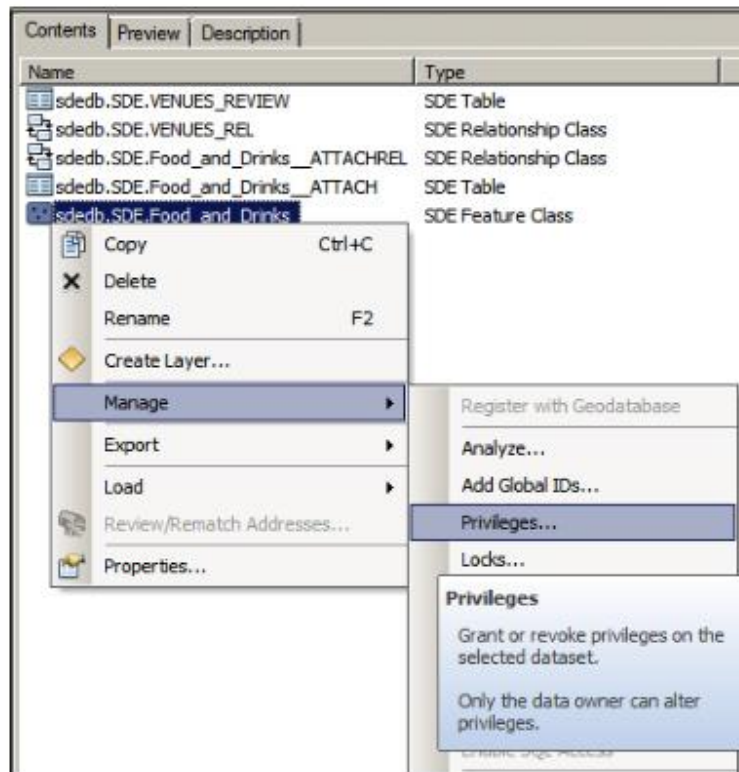 Contents Preview Description
Name Type
sdedb.SDE.VENUES_REVIEW SDE Table
sdedb.SDE.VENUES_REL SDE Relationship Class
sdedb.SDE.Food_and_Drinks__ATTACHREL SDE Relationship Class
sdedb.SDE.Food_and_Drinks__ATTACH SDE Table
sdedb.SDE.Food_and_Drinks SDE Feature Class
Copy Ctrl+C
Delete
Rename F2
Create Layer...
Manage
Register with Geodatabase
Export
Analyze...
Load
Add Global IDs...
Review/Rematch Addresses...
Privileges...
Properties...
Locks...
Privileges
Grant or revoke privileges on the
selected dataset.
Only the data owner can alter
privileges.
Enable SQL Access